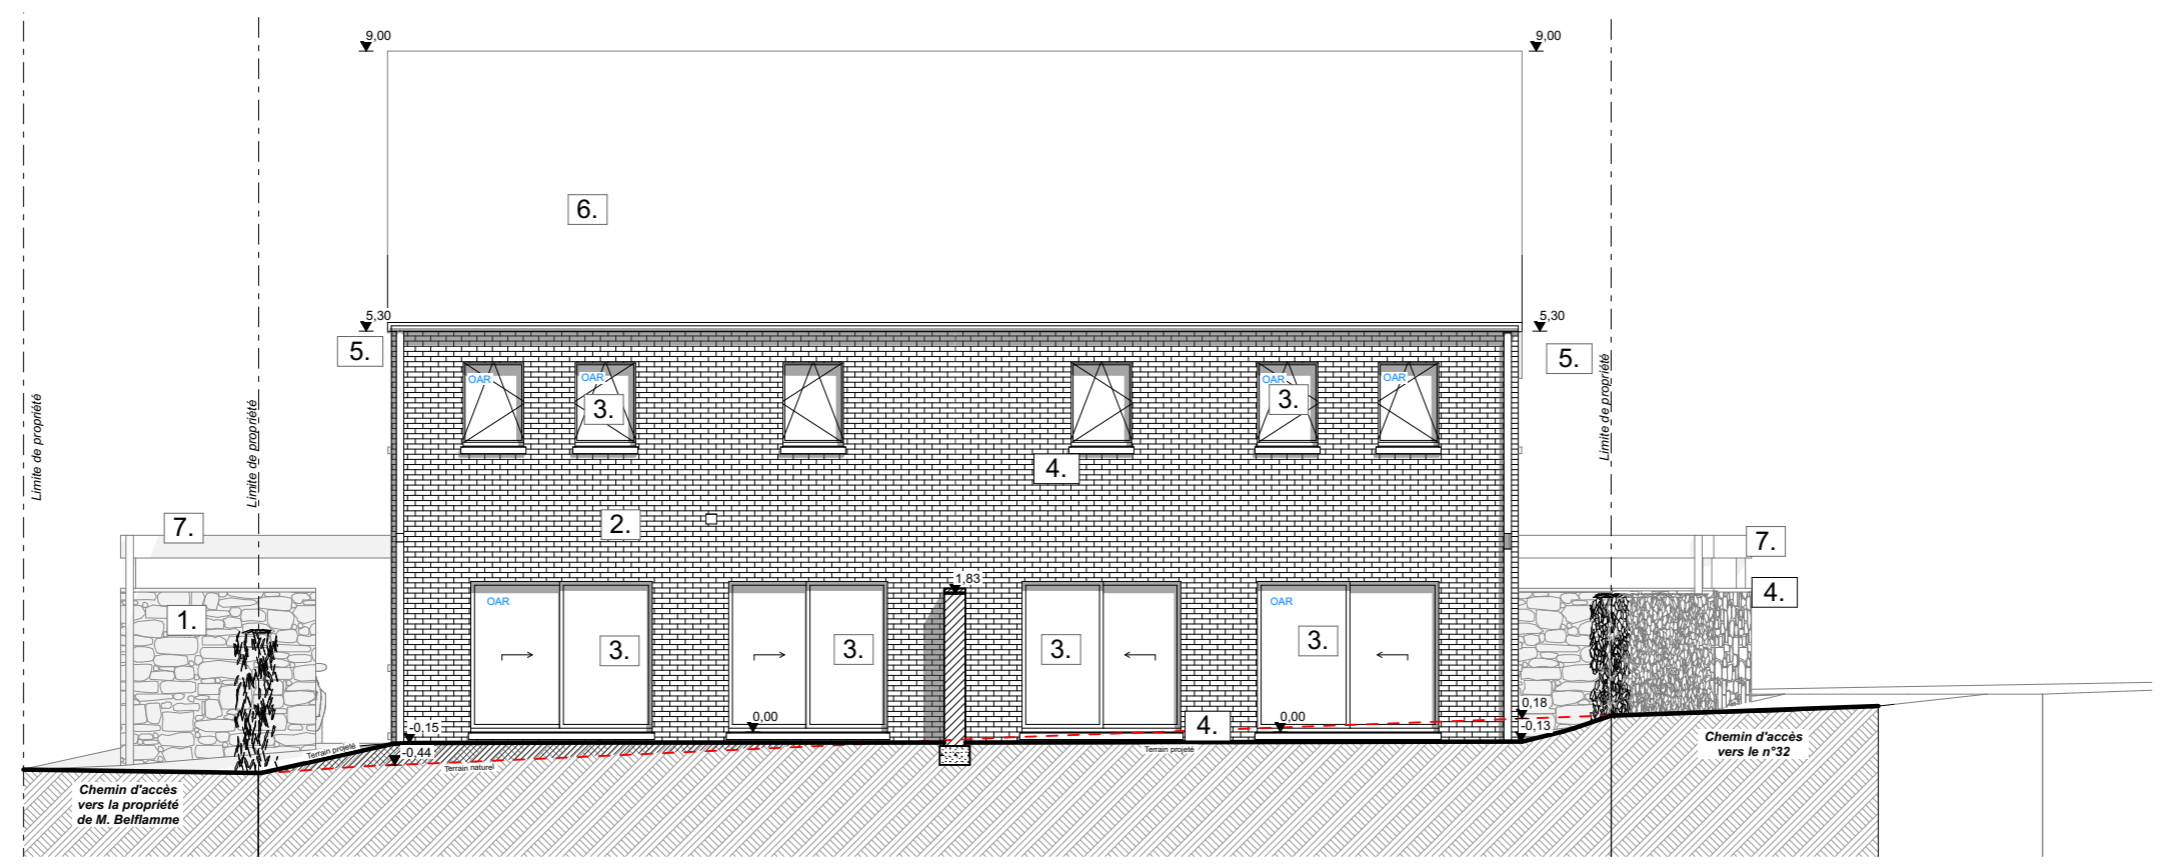 9,00
9,00
6.
5,30
5,30
5.
5.
Limite de propriété
Limite de propriété
Limite de propriété
OAR
OAR
OAR
OAR
3.
3.
4.
2.
7.
7.
1,83
4.
1.
OAR
OAR
3.
3.
3.
3.
0,00
0,00
4.
0,18
-0,13
-0,15
-0,44
Terrain projeté
Terrain naturel
Terrain projeté
Chemin d'accès
vers le n°32
Chemin d'accès
vers la propriété
de M. Belflamme